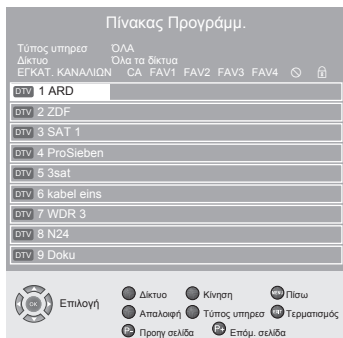 Πίνακας Προγράμμ.
Τύπος υπηρεσ ΌΛΑ
Δίκτυο Όλα τα δίκτυα
ΕΓΚΑΤ. ΚΑΝΑΛΙΩΝ CA FAV1 FAV2 FAV3 FAV4
DTV 1 ARD
DTV 2 ZDF
DTV 3 SAT 1
DTV 4 ProSieben
DTV 5 3sat
DTV 6 kabel eins
DTV 7 WDR 3
DTV 8 N24
DTV 9 Doku
OK Επιλογή Δίκτυο Κίνηση MENU Πίσω
Απαλοιφή Τύπος υπηρεσ EXIT Τερματισμός
P- Προηγ σελίδα P+ Επόμ. σελίδα